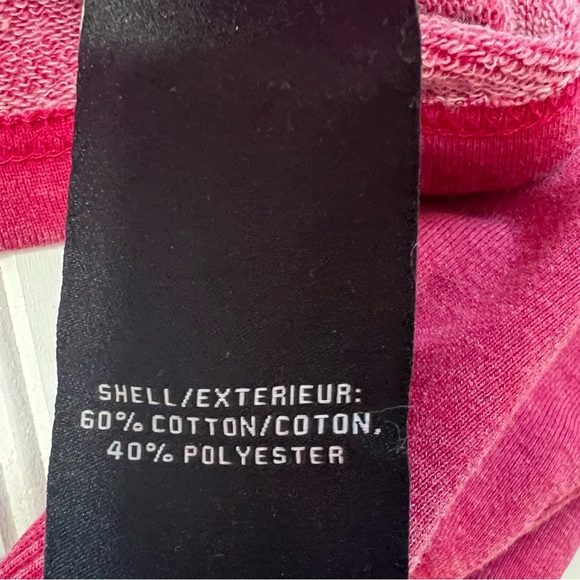 SHELL/EXTERIEUR:
60% COTTON/COTON,
40% POLYESTER